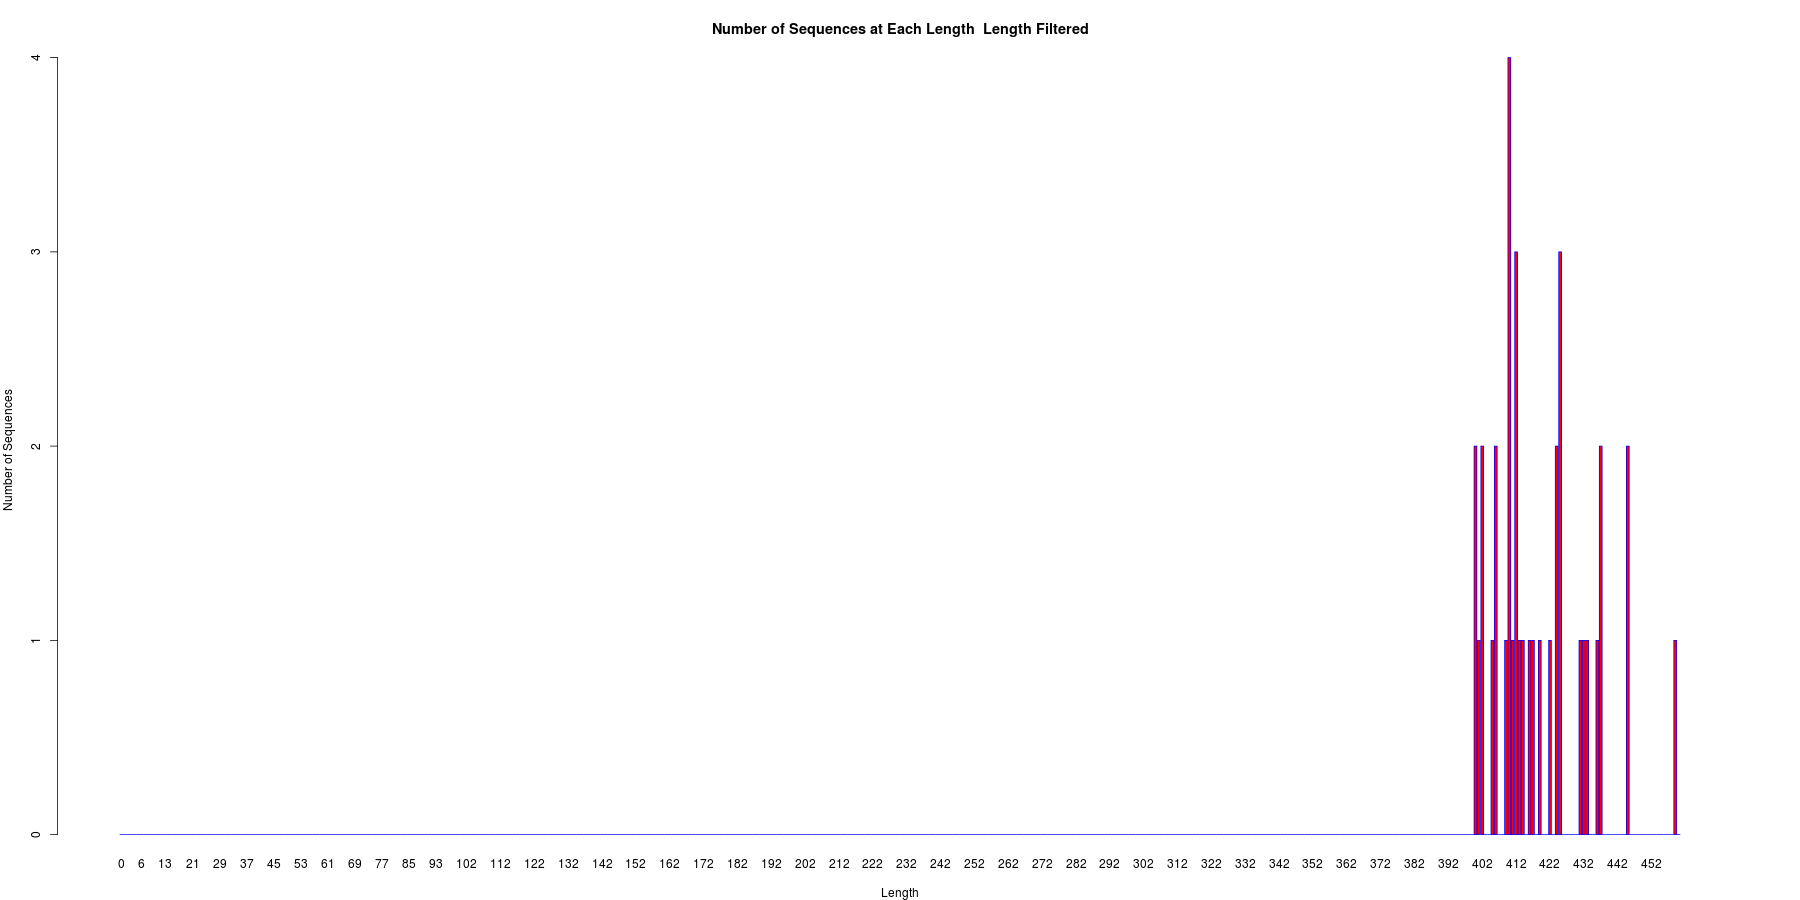 Number of Sequences at Each Length  Length Filtered
4
3
2
1
0
Number of Sequences
0 6 13 21 29 37 45 53 61 69 77 85 93 102 112 122 132 142 152 162 172 182 192 202 212 222 232 242 252 262 272 282 292 302 312 322 332 342 352 362 372 382 392 402 412 422 432 442 452
Length